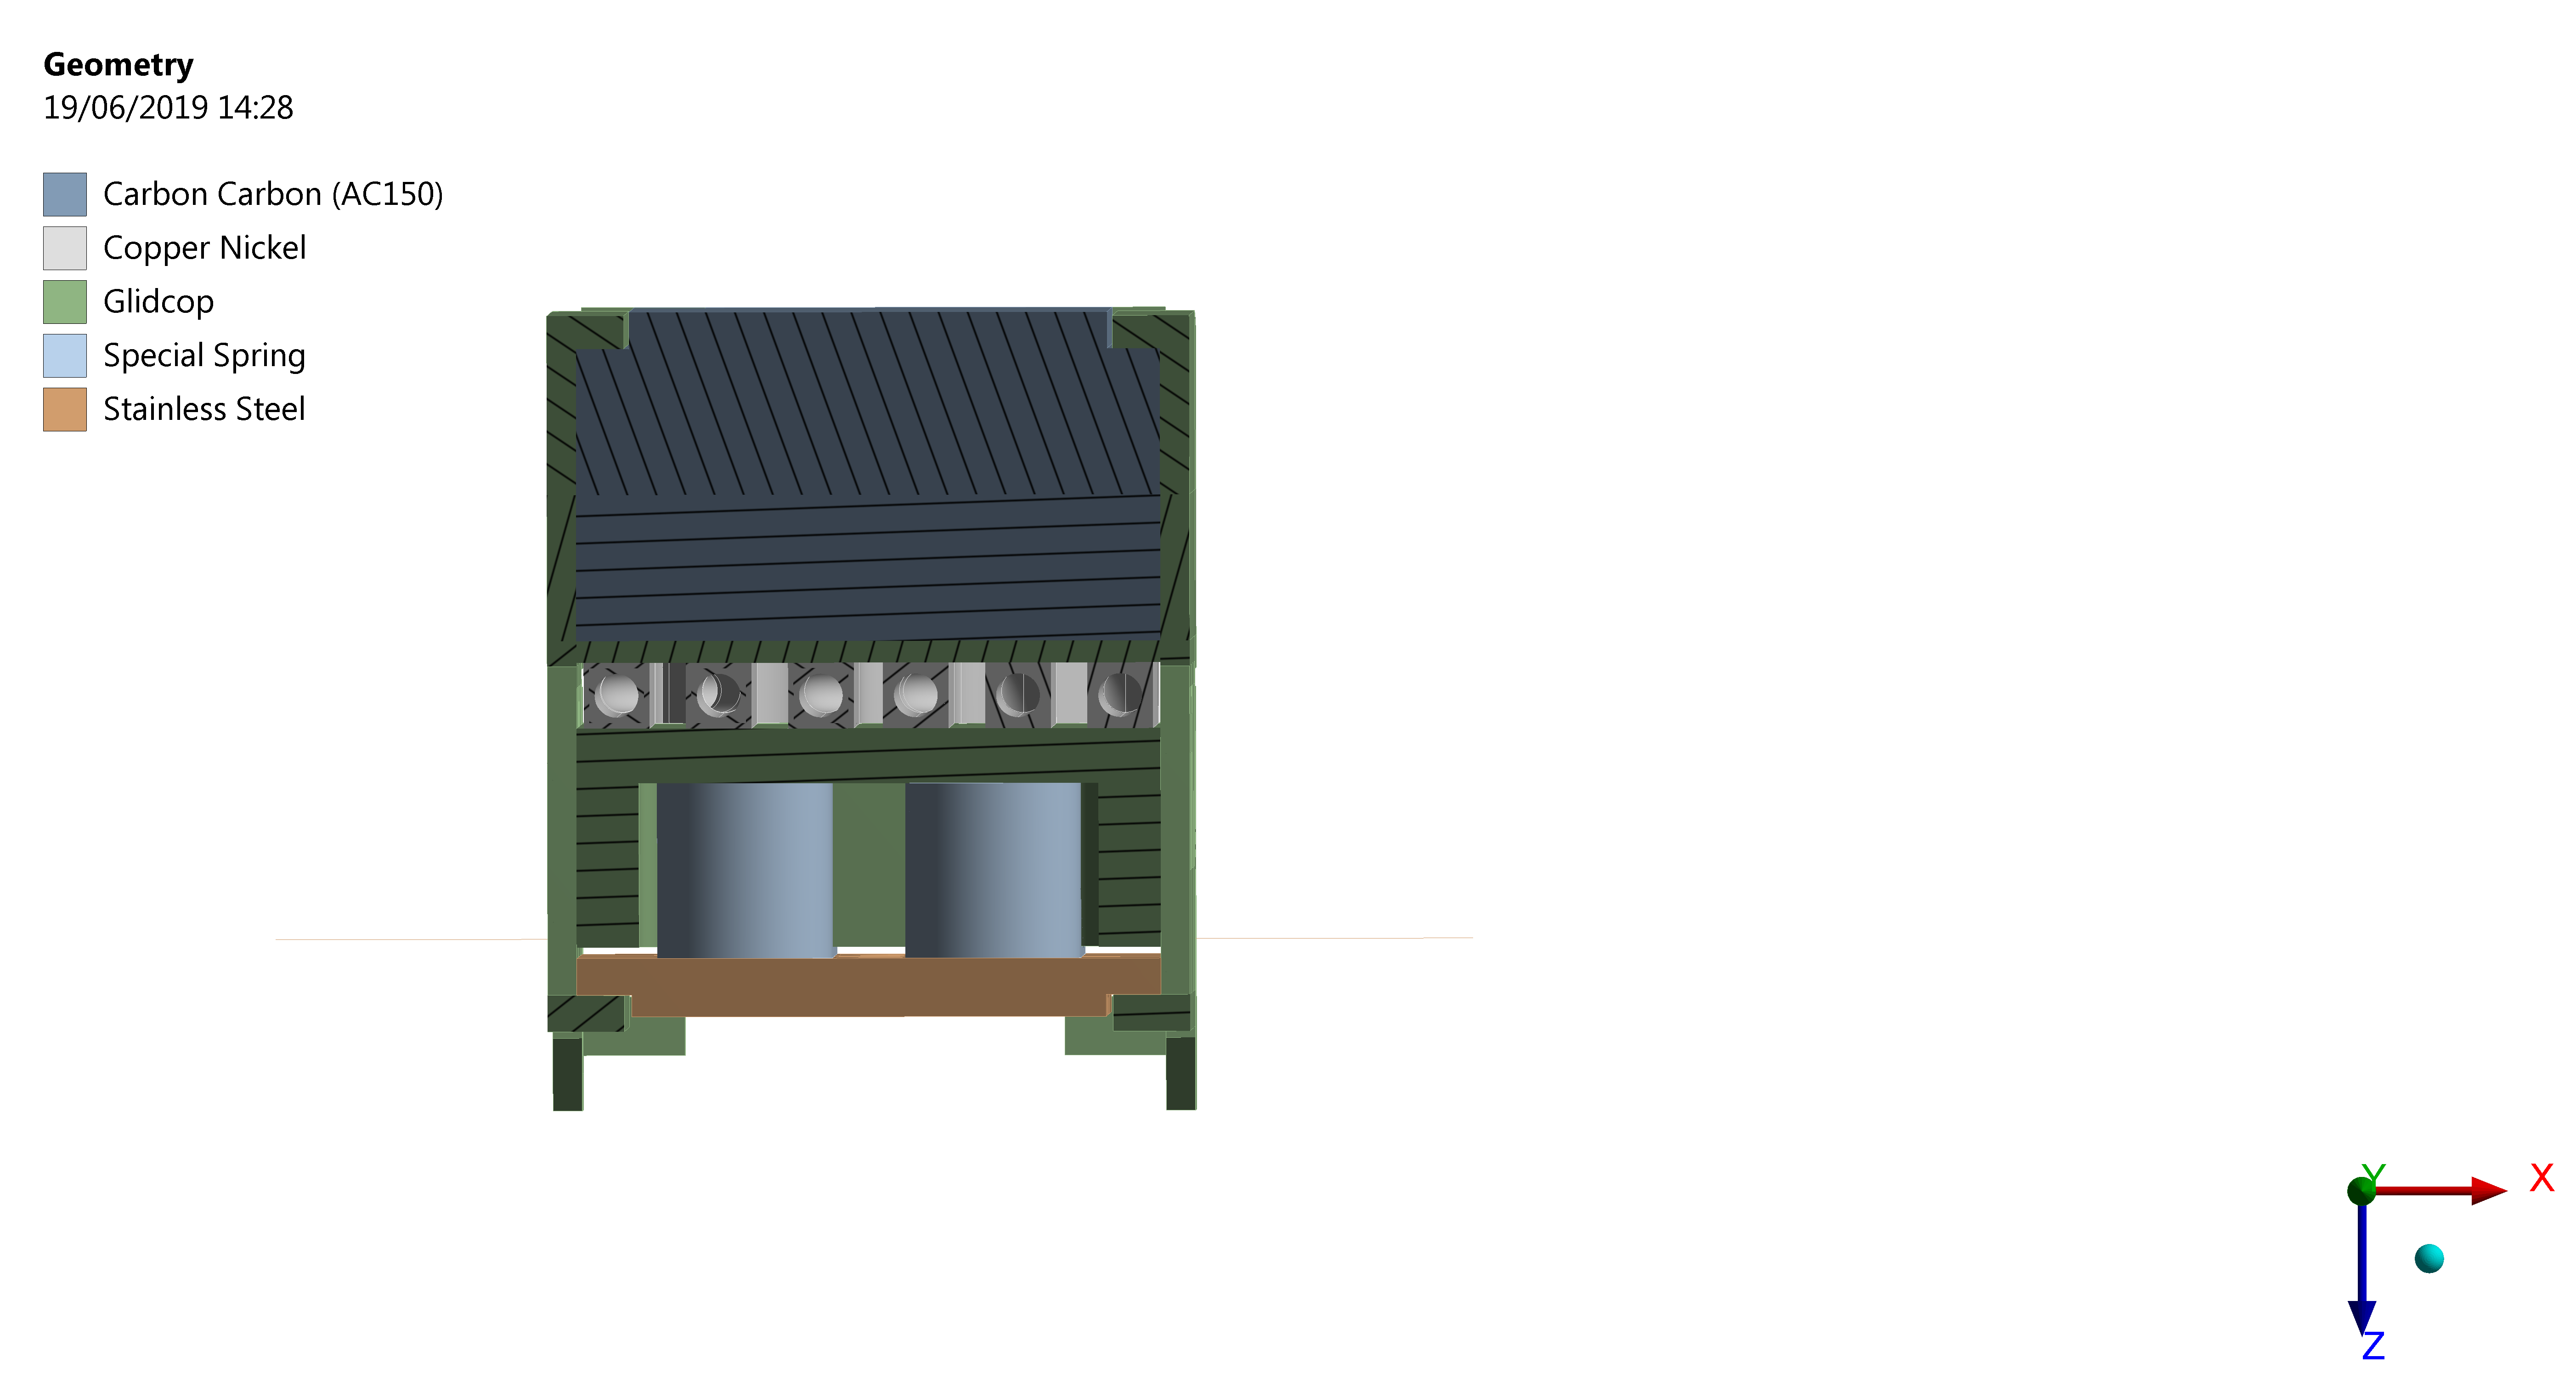 Geometry
19/06/2019 14:28
Carbon Carbon (AC150)
Copper Nickel
Glidcop
Special Spring
Stainless Steel
Y
X
Z